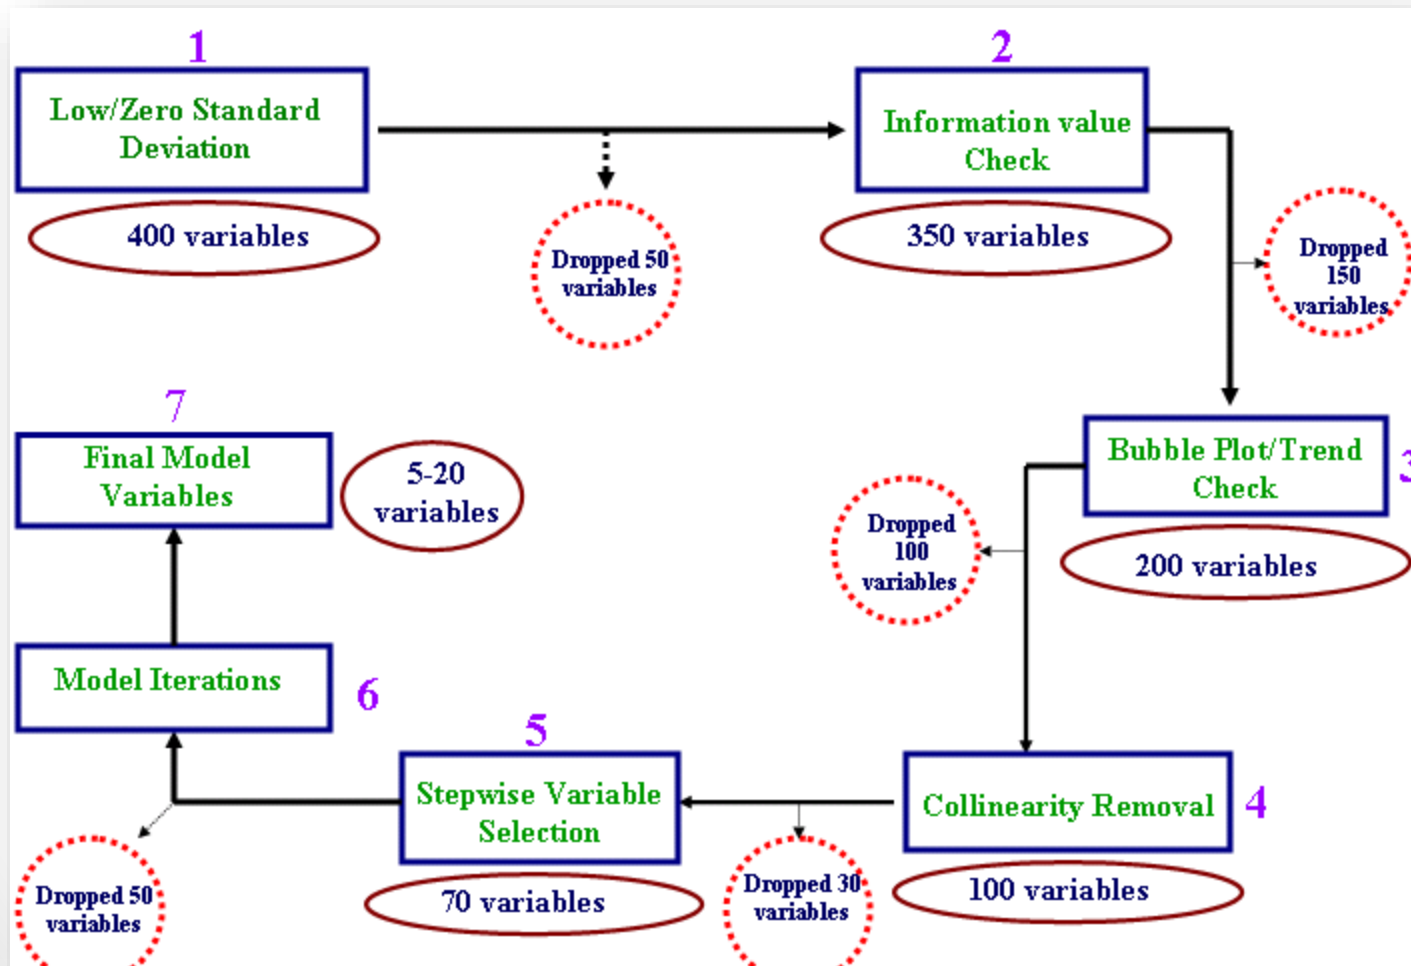 1
Low/Zero Standard
Deviation
400 variables
Dropped 50
variables
2
Information value
Check
350 variables
Dropped
150
variables
3
Bubble Plot/Trend
Check
200 variables
Dropped
100
variables
4
Collinearity Removal
100 variables
Dropped 30
variables
5
Stepwise Variable
Selection
70 variables
Dropped 50
variables
6
Model Iterations
7
Final Model
Variables
5-20
variables